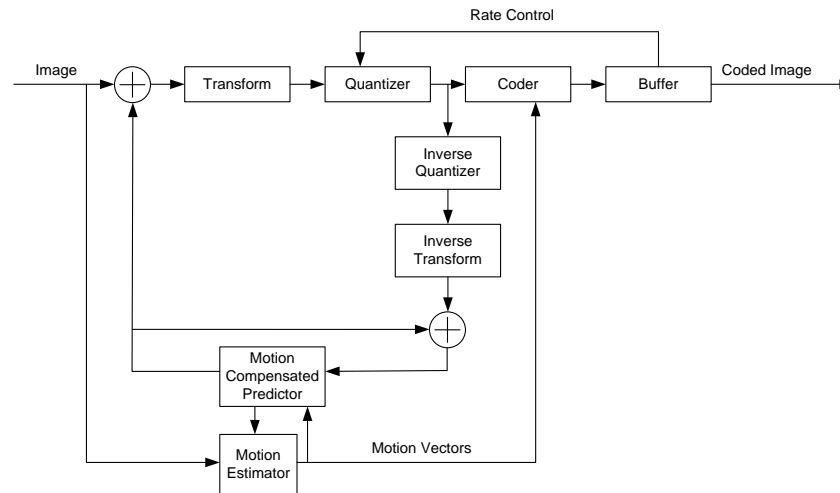 Rate Control
Image
Transform
Quantizer
Coder
Buffer
Coded Image
Inverse
Quantizer
Inverse
Transform
Motion
Compensated
Predictor
Motion
Estimator
Motion Vectors